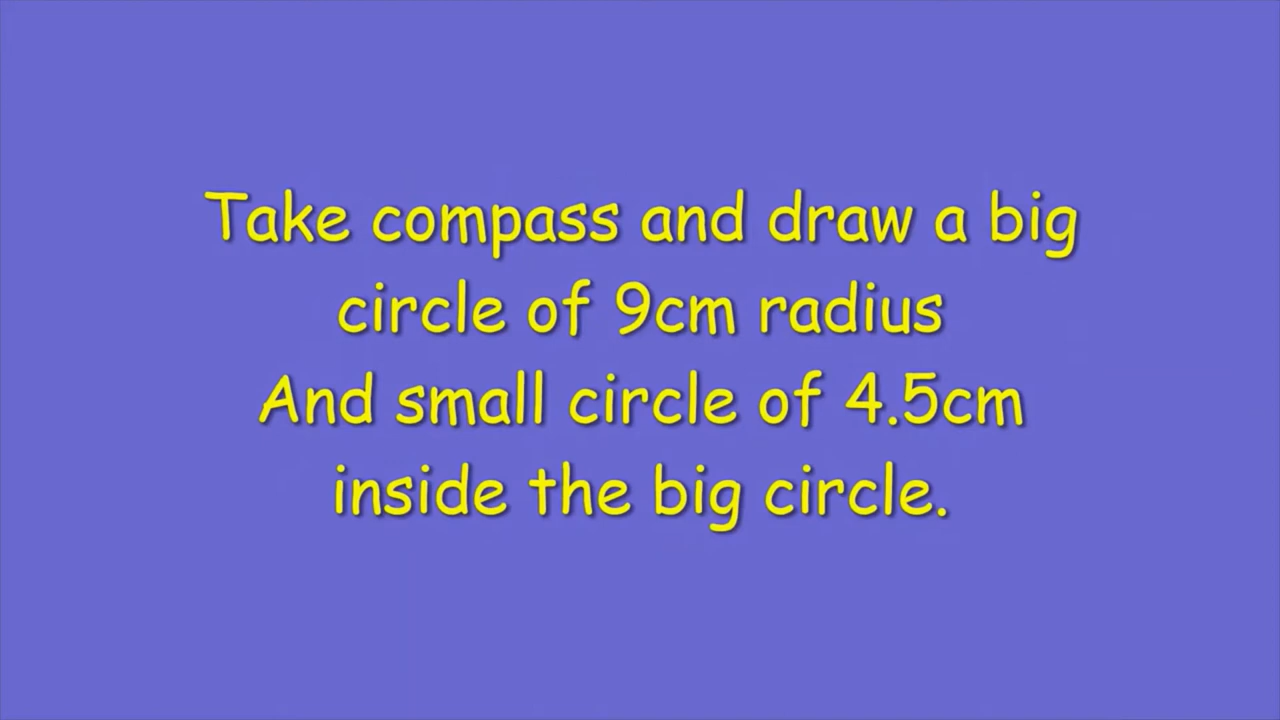 Take compass and draw a big
circle of 9cm radius
And small circle of 4.5cm
inside the big circle.